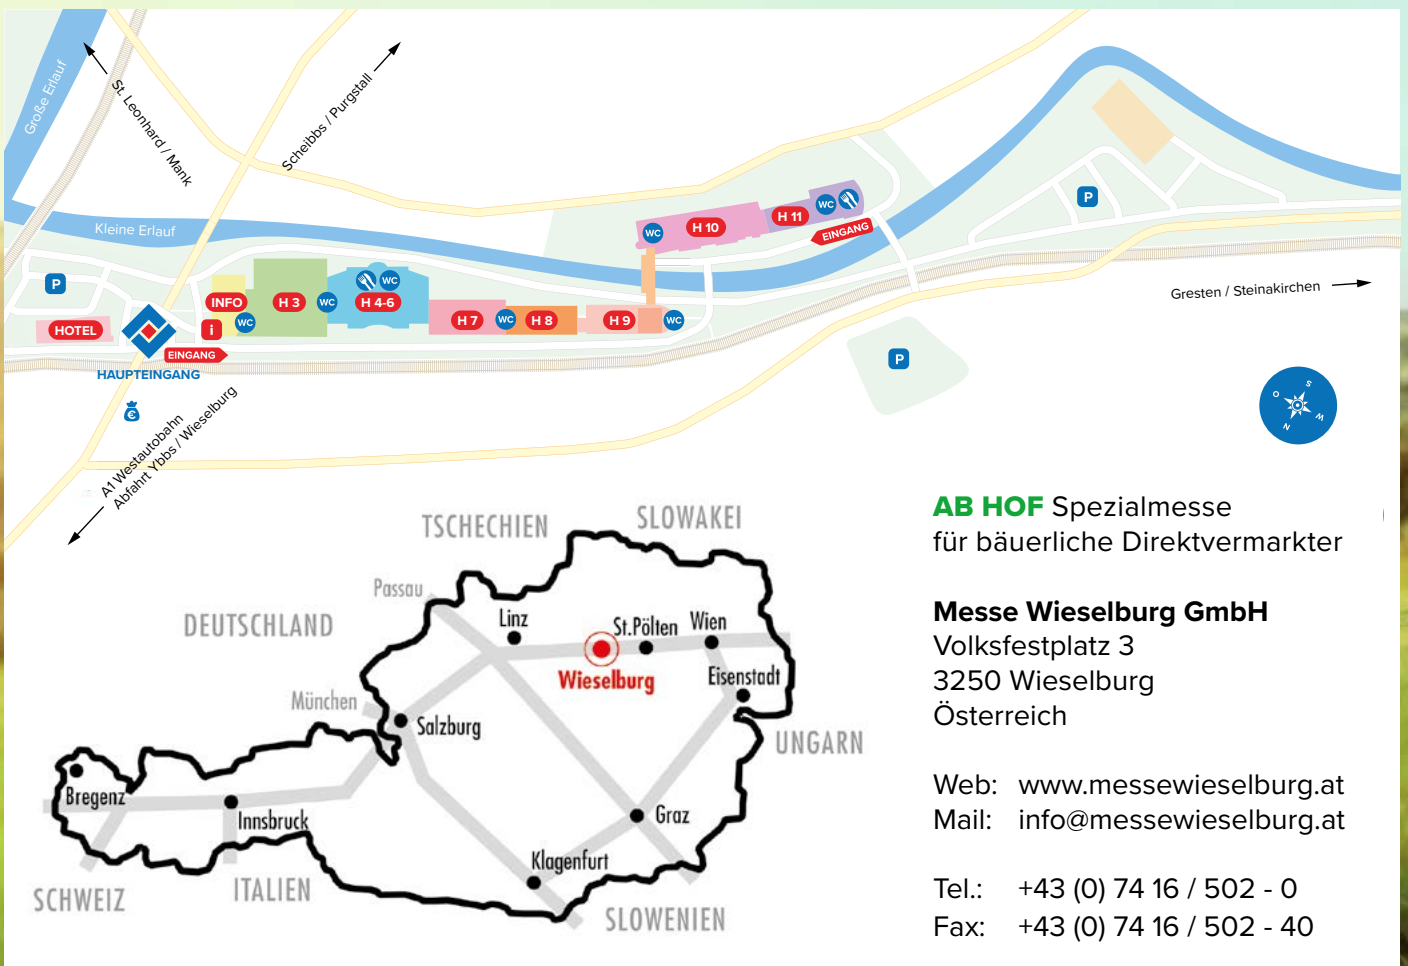 Große Erlauf
St. Leonhard / Mank
Scheibbs / Purgstall
Kleine Erlauf
P
HOTEL
INFO
i
WC
H 3
WC
WC
H 4-6
H 7
WC
H 8
H 9
WC
WC
H 10
H 11
WC
EINGANG
P
P
Gresten / Steinakirchen
EINGANG
HAUPTEINGANG
€
A1 Westautobahn
Abfahrt Ybbs / Wieselburg
S
O
W
N
AB HOF Spezialmesse
für bäuerliche Direktvermarkter
Messe Wieselburg GmbH
Volksfestplatz 3
3250 Wieselburg
Österreich
Web: www.messewieselburg.at
Mail: info@messewieselburg.at
Tel.: +43 (0) 74 16 / 502 - 0
Fax: +43 (0) 74 16 / 502 - 40
TSCHECHIEN
SLOWAKEI
Passau
DEUTSCHLAND
Linz
St.Pölten
Wien
Wieselburg
Eisenstadt
München
Salzburg
UNGARN
Bregenz
Innsbruck
Graz
Klagenfurt
SCHWEIZ
ITALIEN
SLOWENIEN